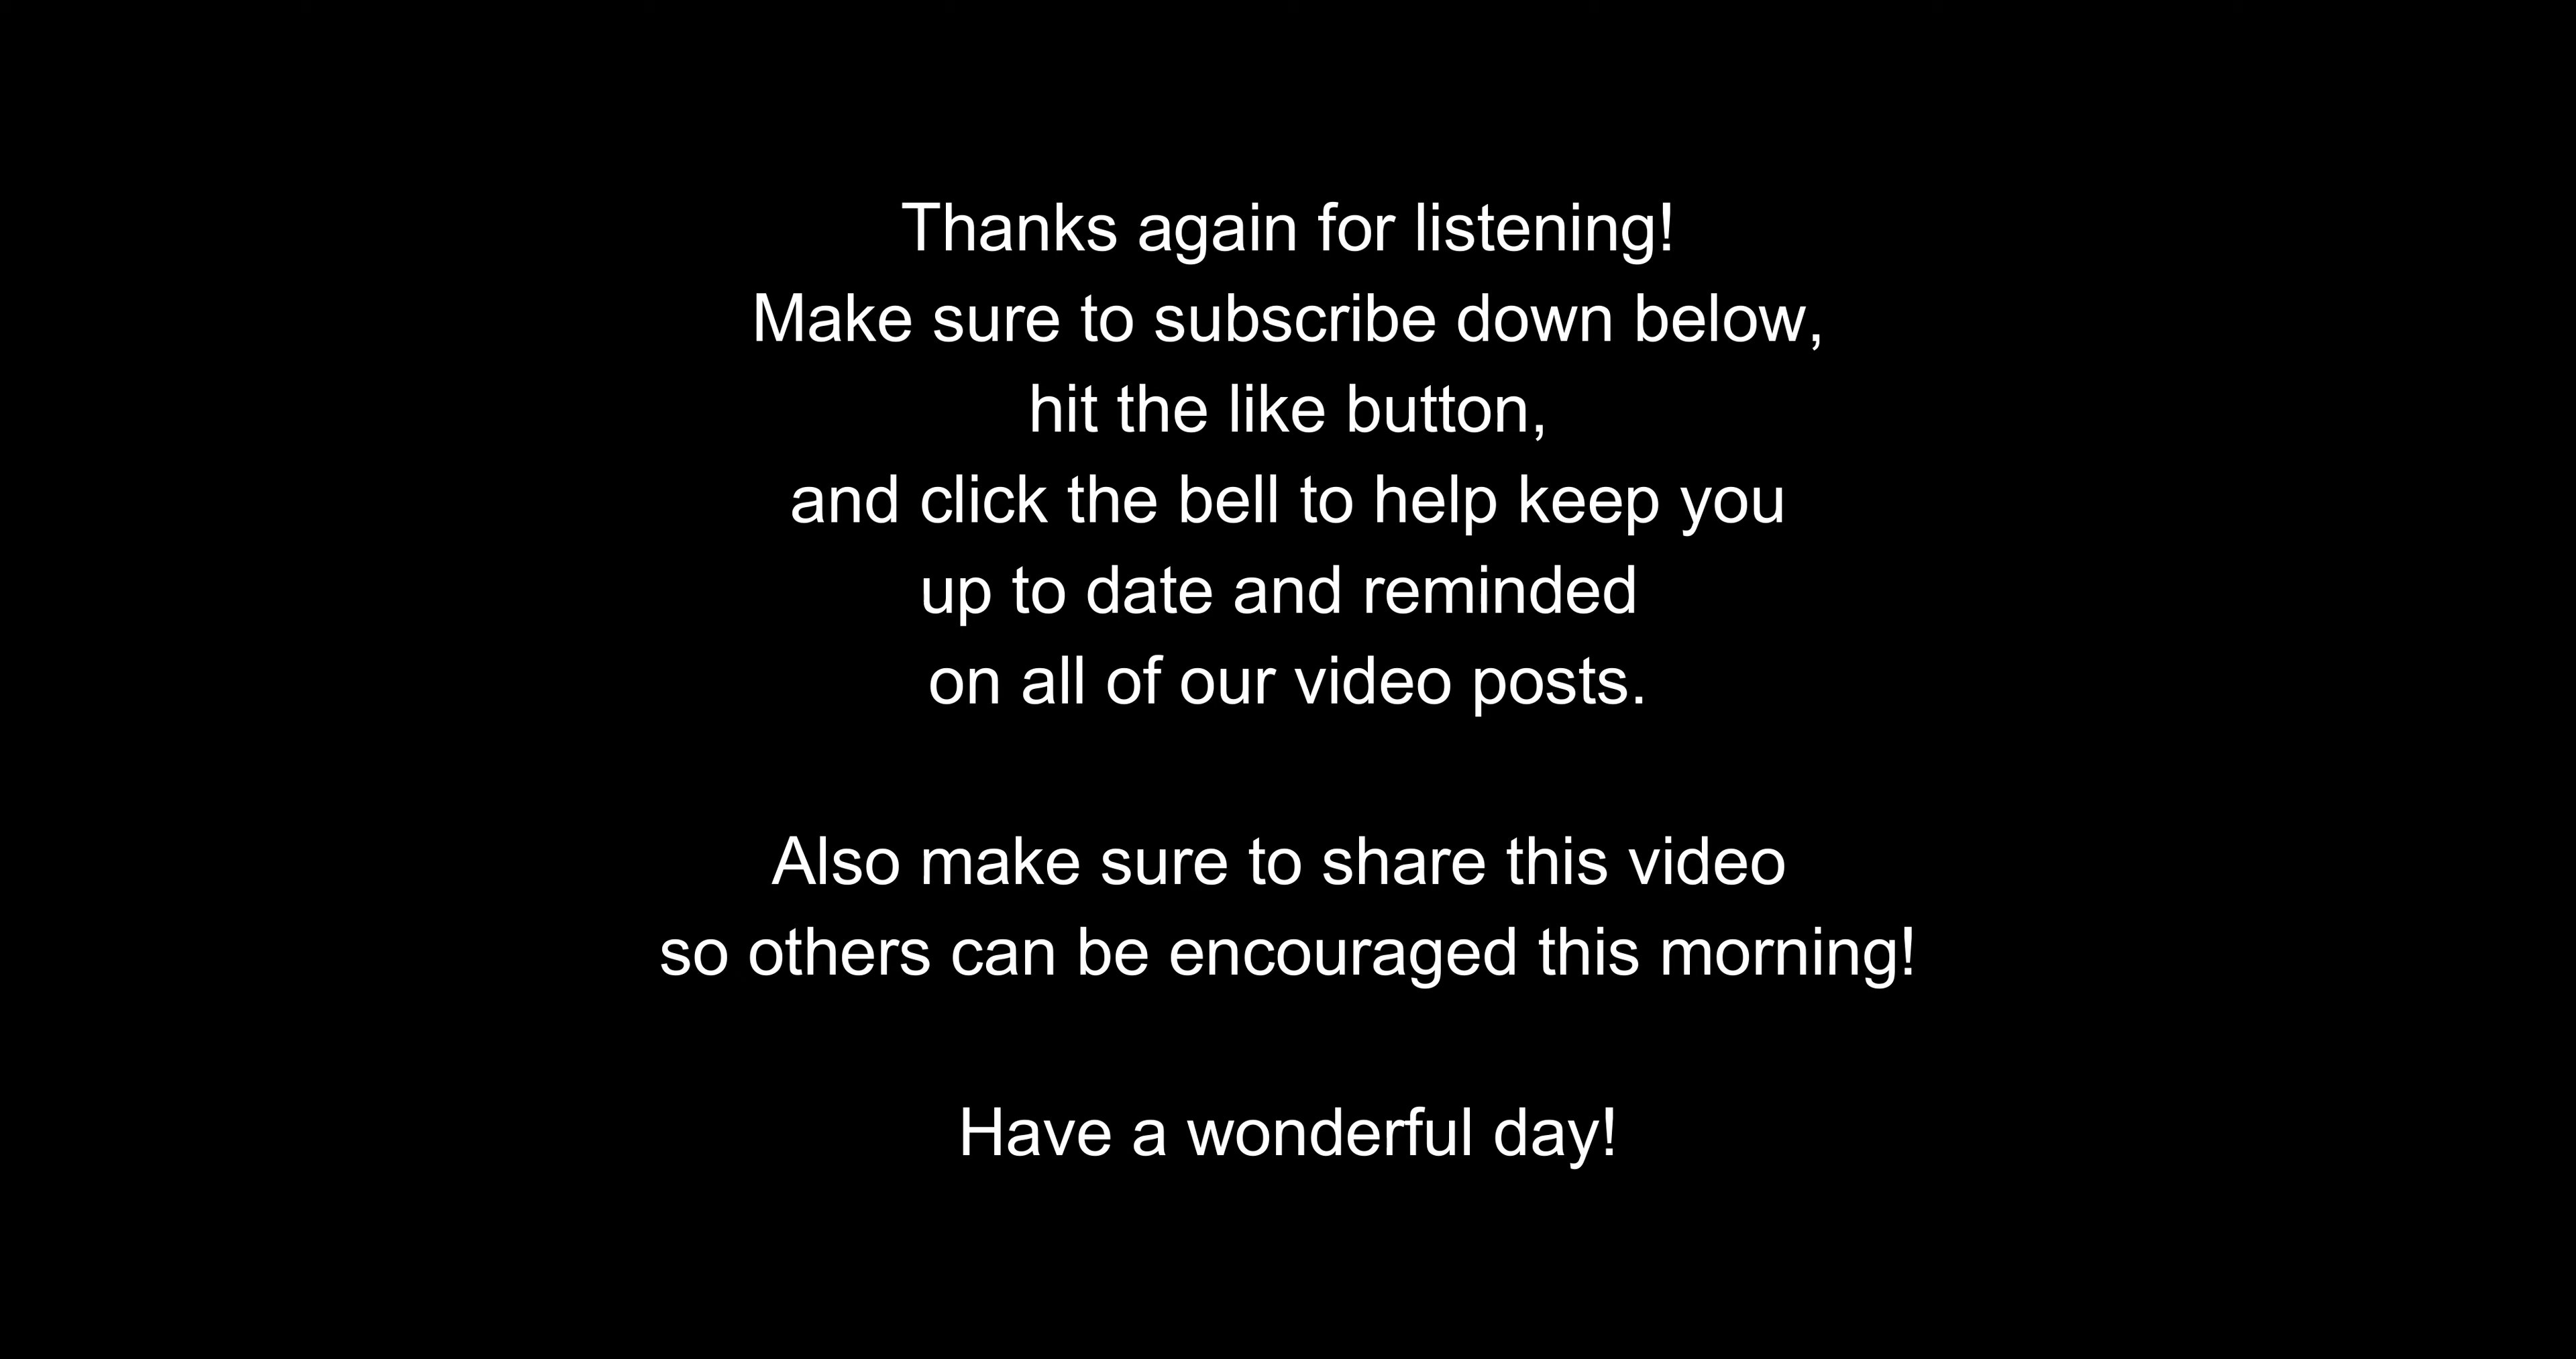 Thanks again for listening!
Make sure to subscribe down below,
hit the like button,
and click the bell to help keep you
up to date and reminded
on all of our video posts.
Also make sure to share this video
so others can be encouraged this morning!
Have a wonderful day!